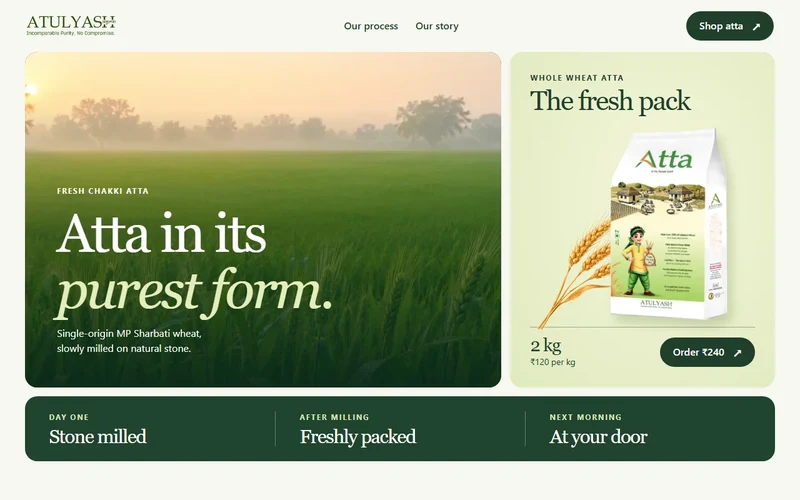 ATULYASH
Incomparable Purity. No Compromise.
Our process
Our story
Shop atta
FRESH CHAKKI ATTA
Atta in its
purest form.
Single-origin MP Sharbati wheat,
slowly milled on natural stone.
WHOLE WHEAT ATTA
The fresh pack
Atta
ATULYASH
2 kg
₹120 per kg
Order ₹240
DAY ONE
Stone milled
AFTER MILLING
Freshly packed
NEXT MORNING
At your door